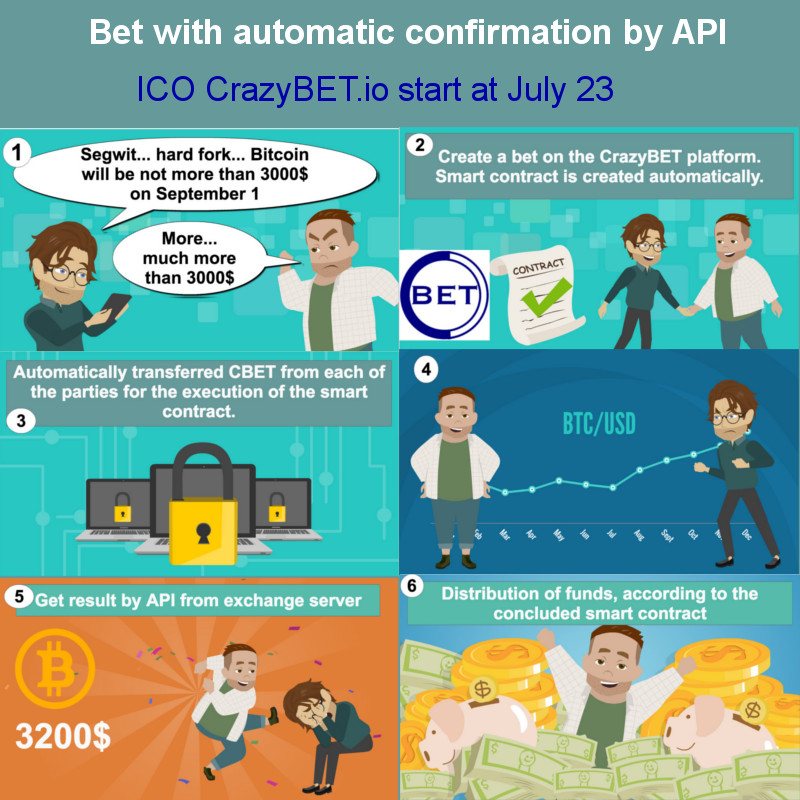 Bet with automatic confirmation by API
ICO CrazyBET.io start at July 23
1
Segwit... hard fork... Bitcoin
will be not more than 3000$
on September 1
More...
much more
than 3000$
2
Create a bet on the CrazyBET platform.
Smart contract is created automatically.
BET
CONTRACT
Automatically transferred CBET from each of
the parties for the execution of the smart
contract.
3
4
BTC/USD
Mar
Apr
May
Jun
Jul
Aug
Sept
Oct
Dec
5
Get result by API from exchange server
3200$
6
Distribution of funds, according to the
concluded smart contract
$
$